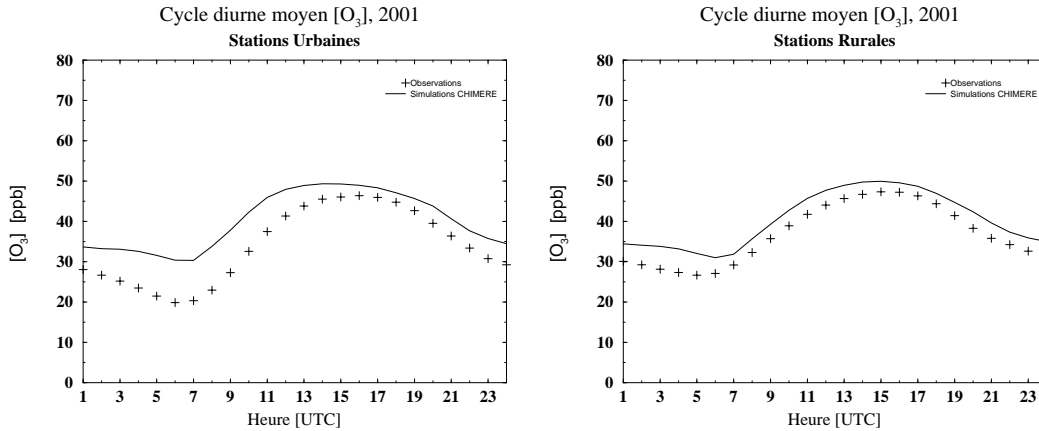 Cycle diurne moyen [O3], 2001
Stations Urbaines
80
70
60
50
40
30
20
10
0
[O3] [ppb]
Observations
Simulations CHIMERE
1 3 5 7 9 11 13 15 17 19 21 23
Heure [UTC]
Cycle diurne moyen [O3], 2001
Stations Rurales
80
70
60
50
40
30
20
10
0
[O3] [ppb]
Observations
Simulations CHIMERE
1 3 5 7 9 11 13 15 17 19 21 23
Heure [UTC]